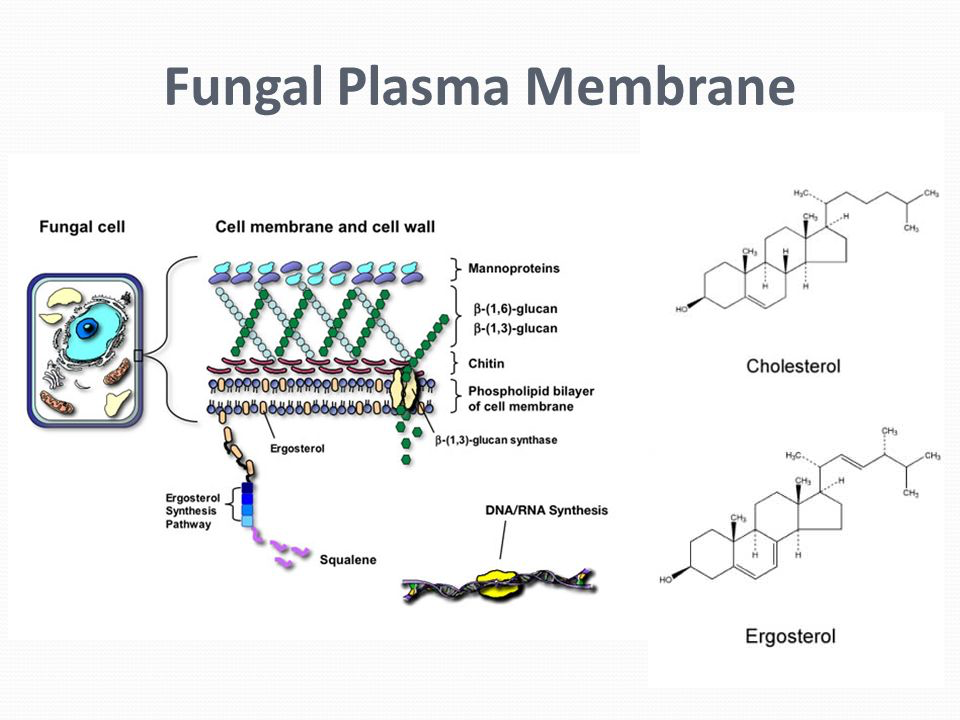 Fungal Plasma Membrane
Fungal cell
Cell membrane and cell wall
Mannoproteins
β-(1,6)-glucan
β-(1,3)-glucan
Chitin
Phospholipid bilayer
of cell membrane
β-(1,3)-glucan synthase
Ergosterol
Ergosterol
Synthesis
Pathway
Squalene
DNA/RNA Synthesis
H₃C
CH₃
CH₃
H
CH₃
CH₃
H
H
H
HO
Cholesterol
CH₃
H₃C
CH₃
CH₃
H
CH₃
CH₃
H
H
HO
Ergosterol